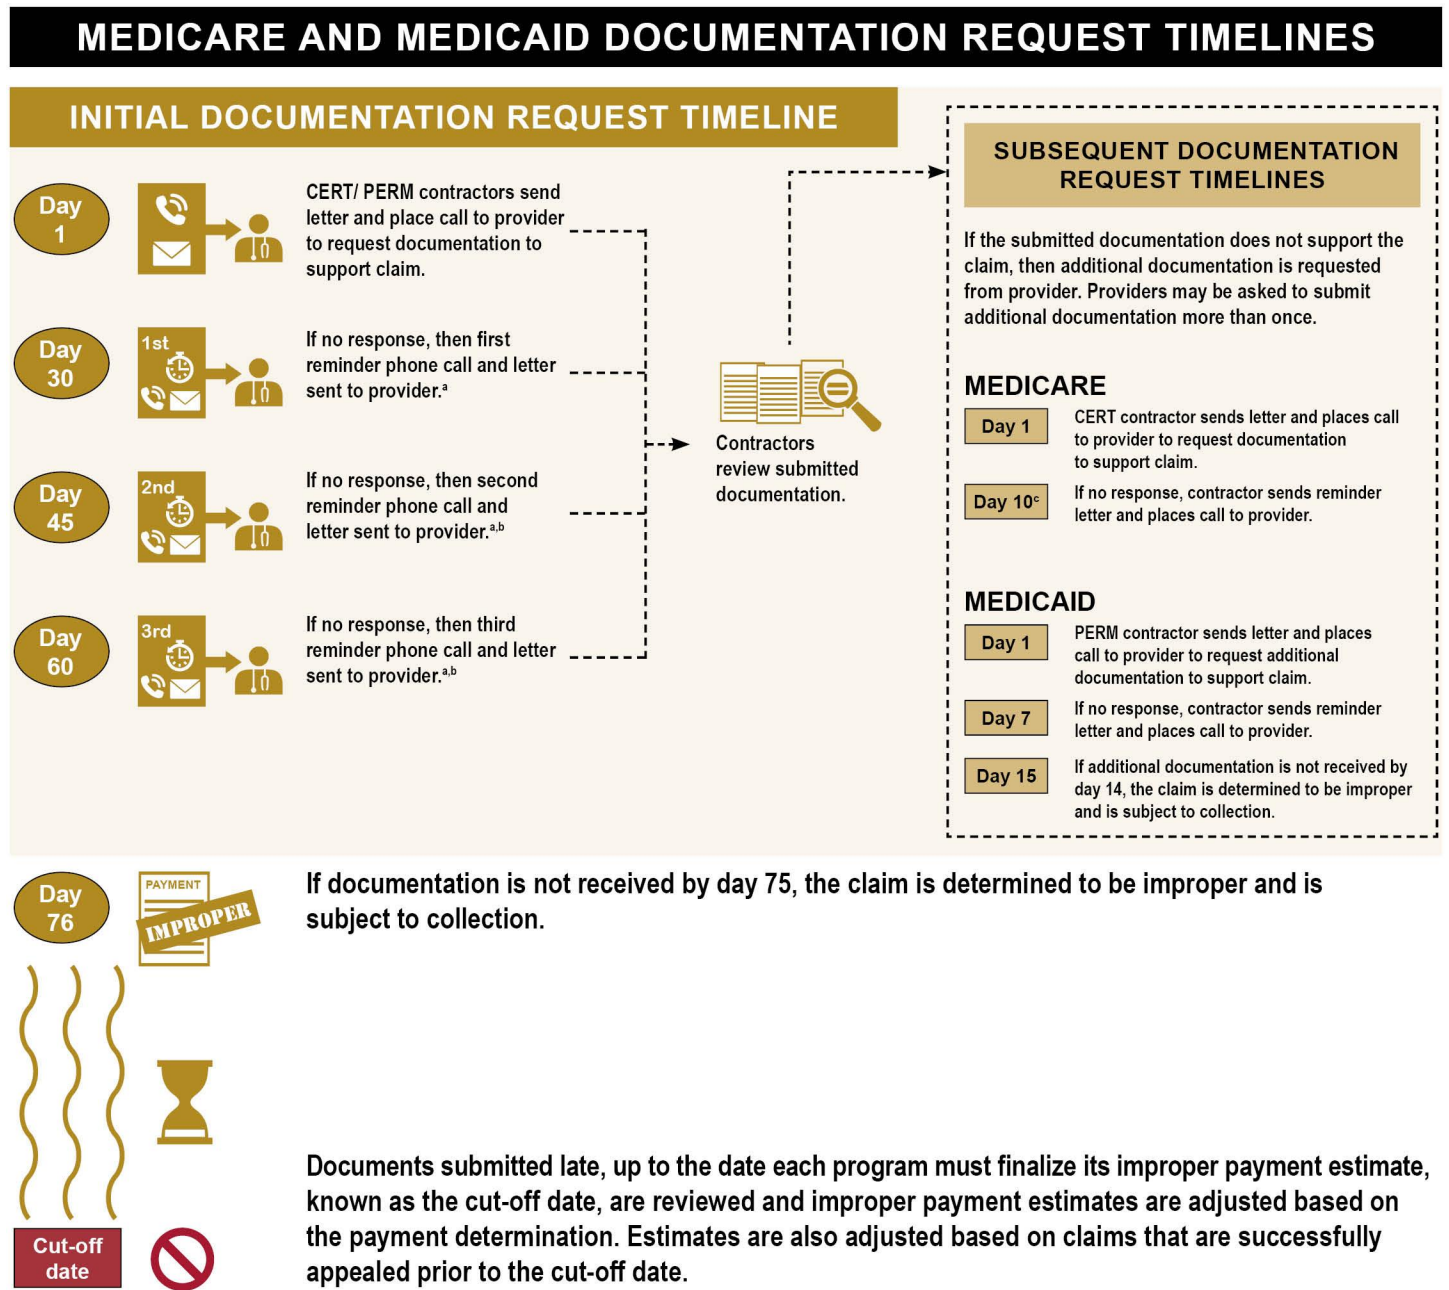 MEDICARE AND MEDICAID DOCUMENTATION REQUEST TIMELINES
INITIAL DOCUMENTATION REQUEST TIMELINE
Day
1
CERT/ PERM contractors send
letter and place call to provider
to request documentation to
support claim.
Day
30
1st
If no response, then first
reminder phone call and letter
sent to provider.ᵃ
Day
45
2nd
If no response, then second
reminder phone call and
letter sent to provider.ᵃ,ᵇ
Day
60
3rd
If no response, then third
reminder phone call and letter
sent to provider.ᵃ,ᵇ
Contractors
review submitted
documentation.
SUBSEQUENT DOCUMENTATION
REQUEST TIMELINES
If the submitted documentation does not support the
claim, then additional documentation is requested
from provider. Providers may be asked to submit
additional documentation more than once.
MEDICARE
Day 1
CERT contractor sends letter and places call
to provider to request documentation
to support claim.
Day 10ᶜ
If no response, contractor sends reminder
letter and places call to provider.
MEDICAID
Day 1
PERM contractor sends letter and places
call to provider to request additional
documentation to support claim.
Day 7
If no response, contractor sends reminder
letter and places call to provider.
Day 15
If additional documentation is not received by
day 14, the claim is determined to be improper
and is subject to collection.
Day
76
PAYMENT
IMPROPER
If documentation is not received by day 75, the claim is determined to be improper and is
subject to collection.
Documents submitted late, up to the date each program must finalize its improper payment estimate,
known as the cut-off date, are reviewed and improper payment estimates are adjusted based on
the payment determination. Estimates are also adjusted based on claims that are successfully
appealed prior to the cut-off date.
Cut-off
date